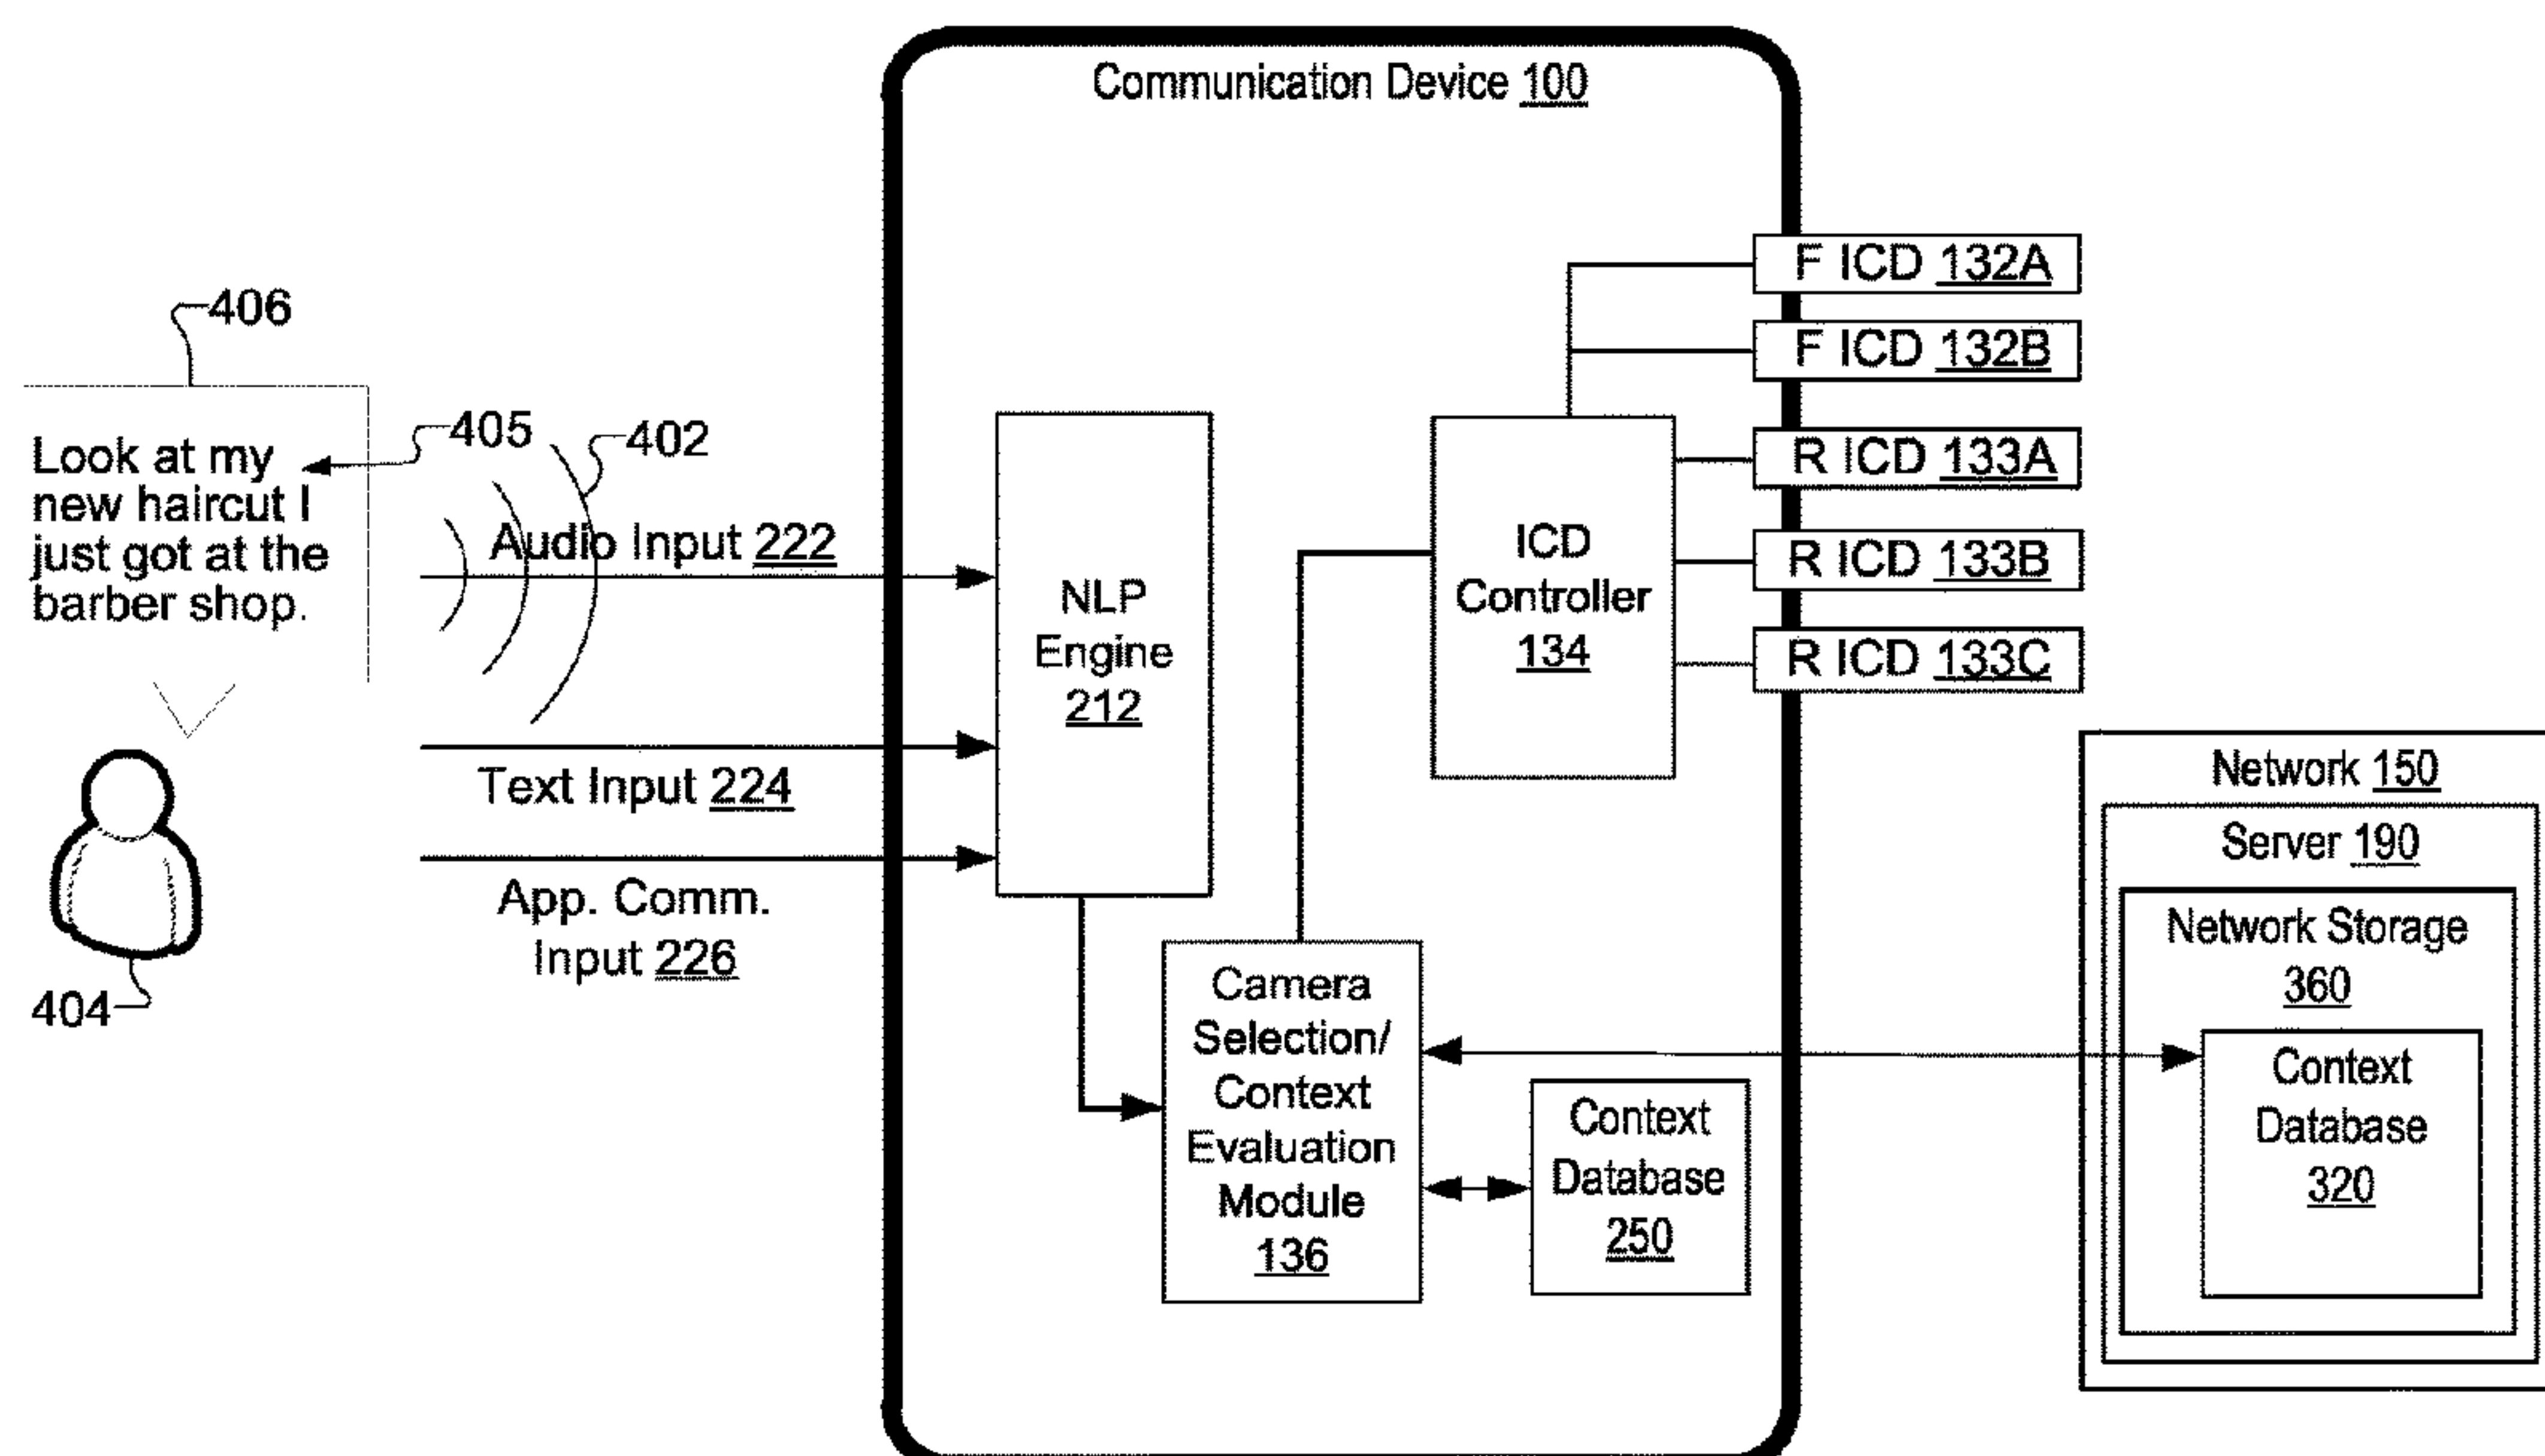 Communication Device 100
F ICD 132A
F ICD 132B
R ICD 133A
R ICD 133B
R ICD 133C
406
405
402
Look at my
new haircut I
just got at the
barber shop.
404
Audio Input 222
Text Input 224
App. Comm.
Input 226
NLP
Engine
212
ICD
Controller
134
Camera
Selection/
Context
Evaluation
Module
136
Context
Database
250
Network 150
Server 190
Network Storage
360
Context
Database
320